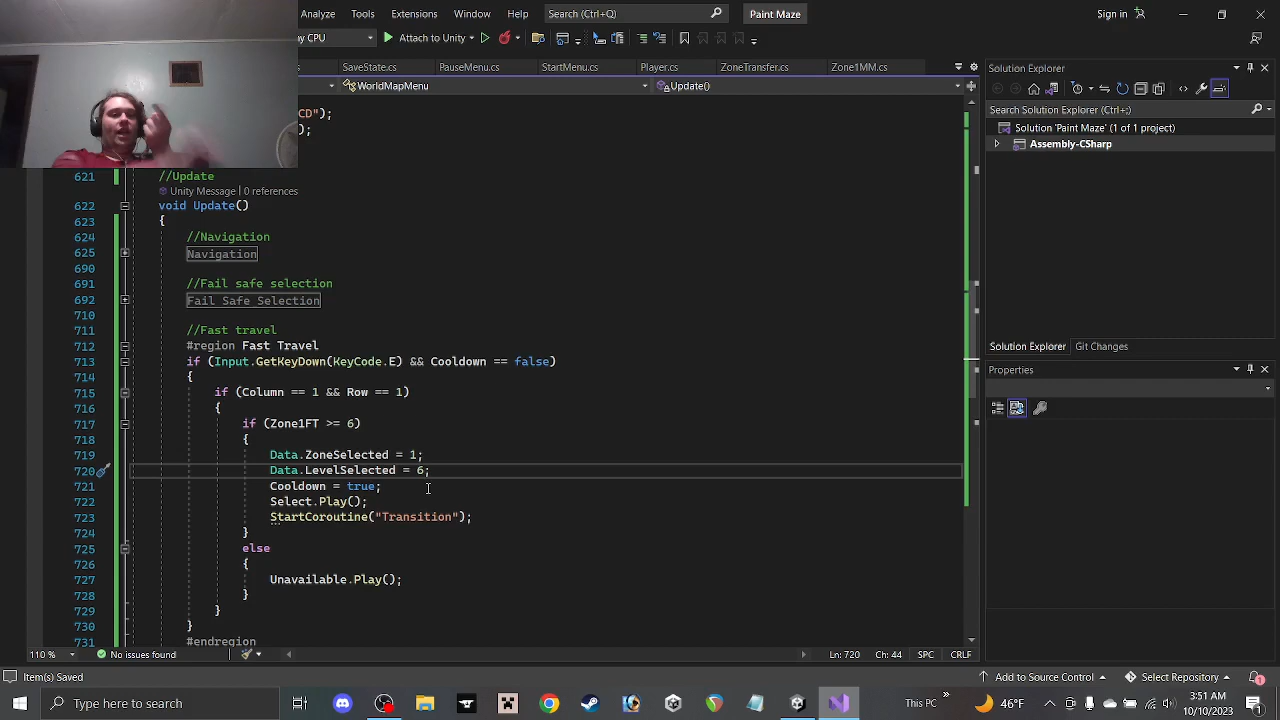 Analysis Tools Extensions Window Help Search (Ctrl+Q) Paint Maze Sign in
CPU Attach to Unity
SaveState.cs PauseMenu.cs StartMenu.cs Player.cs ZoneTransfer.cs Zone1MM.cs
WorldMapMenu Update()
CD");
);
621 //Update
Unity Message | 0 references
622 void Update()
623 {
624 //Navigation
625 Navigation
690
691 //Fail safe selection
692 Fail Safe Selection
710
711 //Fast travel
712 #region Fast Travel
713 if (Input.GetKeyDown(KeyCode.E) && Cooldown == false)
714 {
715 if (Column == 1 && Row == 1)
716 {
717 if (Zone1FT >= 6)
718 {
719 Data.ZoneSelected = 1;
720 Data.LevelSelected = 6;
721 Cooldown = true;
722 Select.Play();
723 StartCoroutine("Transition");
724 }
725 else
726 {
727 Unavailable.Play();
728 }
729 }
730 }
731 #endregion
110 % No issues found Ln: 720 Ch: 44 SPC CRLF
Solution Explorer
Search Solution Explorer (Ctrl+;)
Solution 'Paint Maze' (1 of 1 project)
Assembly-CSharp
Solution Explorer Git Changes
Properties
Item(s) Saved Add to Source Control Select Repository 1
Type here to search This PC 46°F 3:51 AM
10/10/2023